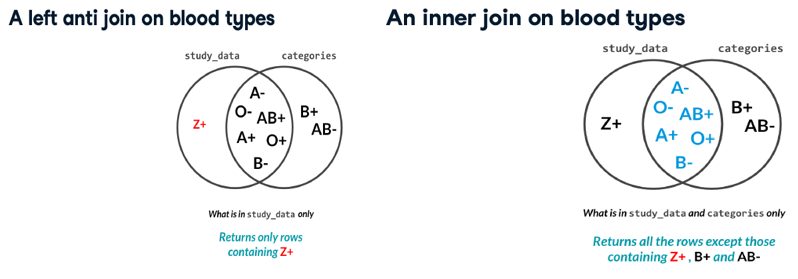 A left anti join on blood types
study_data categories
A-
O- AB+
Z+
B+
AB-
A+ O+
B-
What is in study_data only
Returns only rows
containing Z+
An inner join on blood types
study_data categories
A-
O- AB+
B+
Z+
AB-
A+ O+
B-
What is in study_data and categories only
Returns all the rows except those
containing Z+ , B+ and AB-